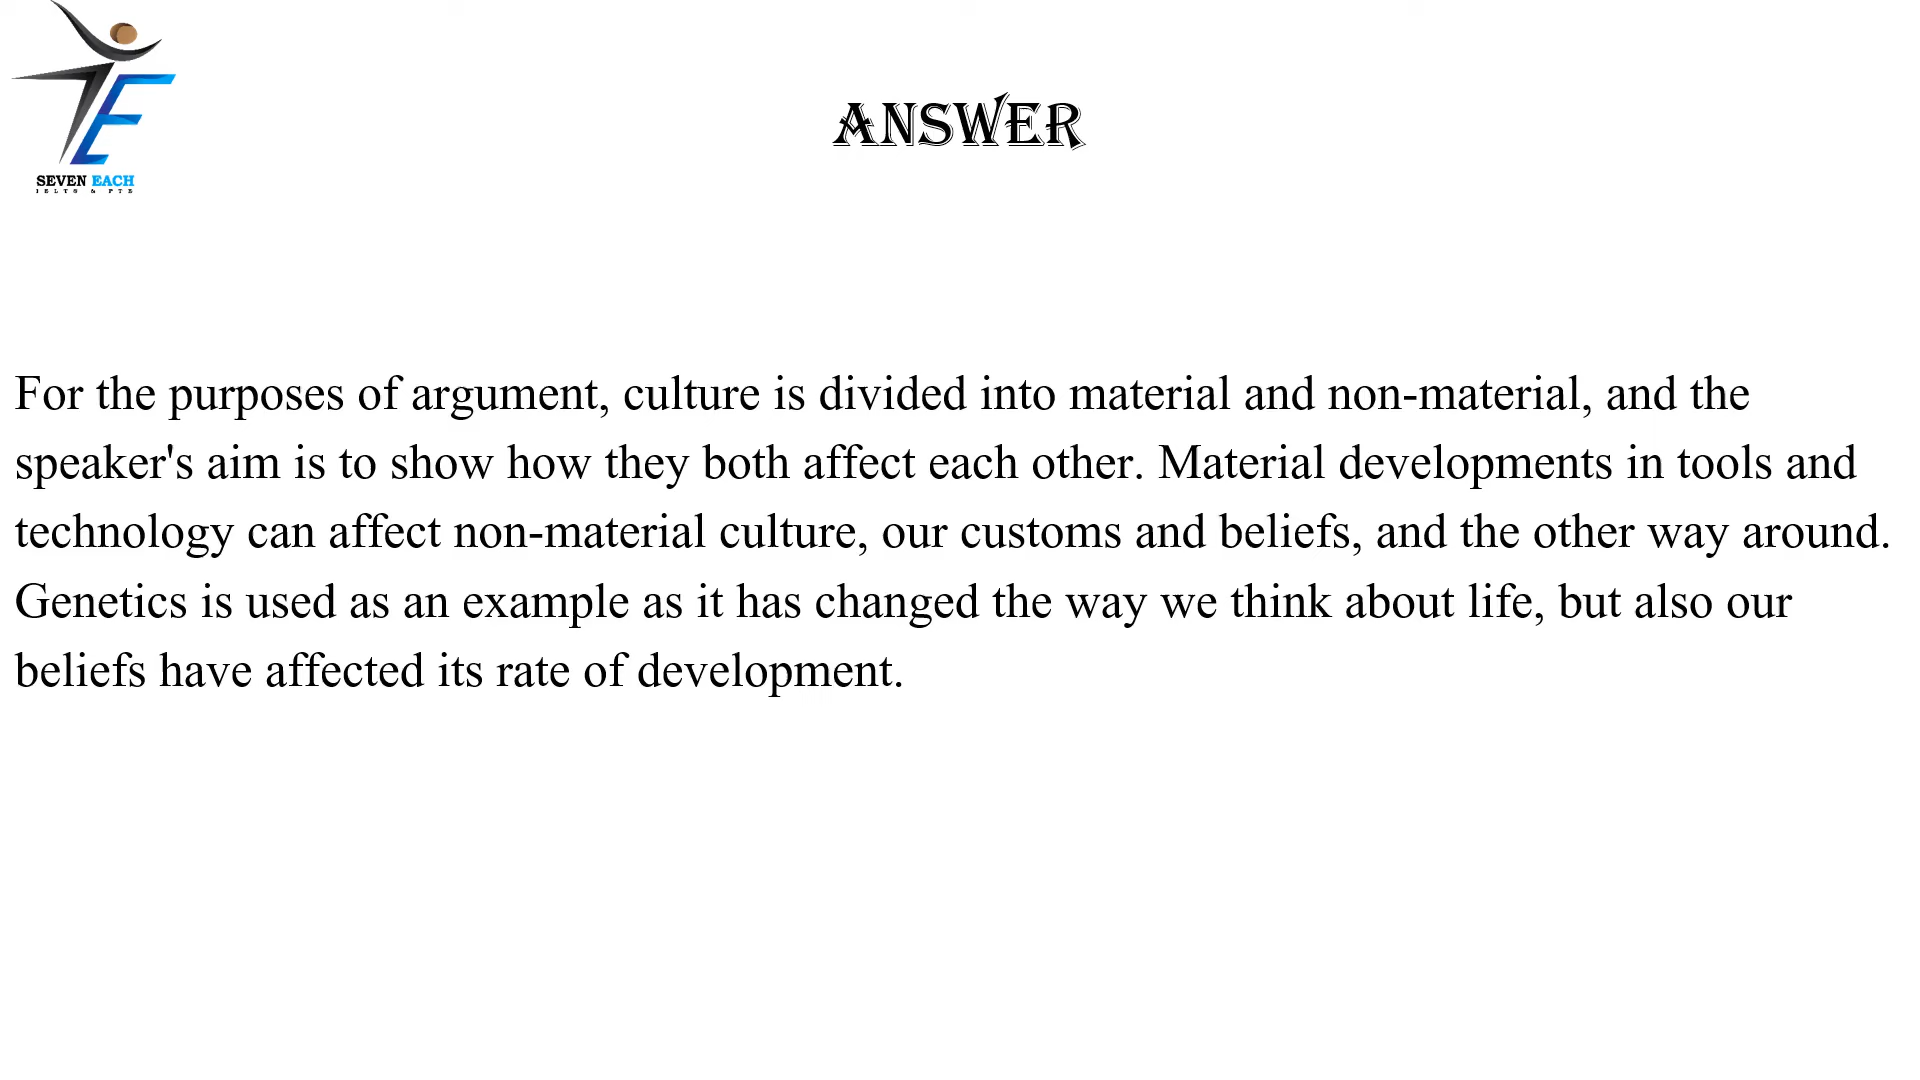 ANSWER
SEVEN EACH
IELTS & PTE
For the purposes of argument, culture is divided into material and non-material, and the
speaker's aim is to show how they both affect each other. Material developments in tools and
technology can affect non-material culture, our customs and beliefs, and the other way around.
Genetics is used as an example as it has changed the way we think about life, but also our
beliefs have affected its rate of development.